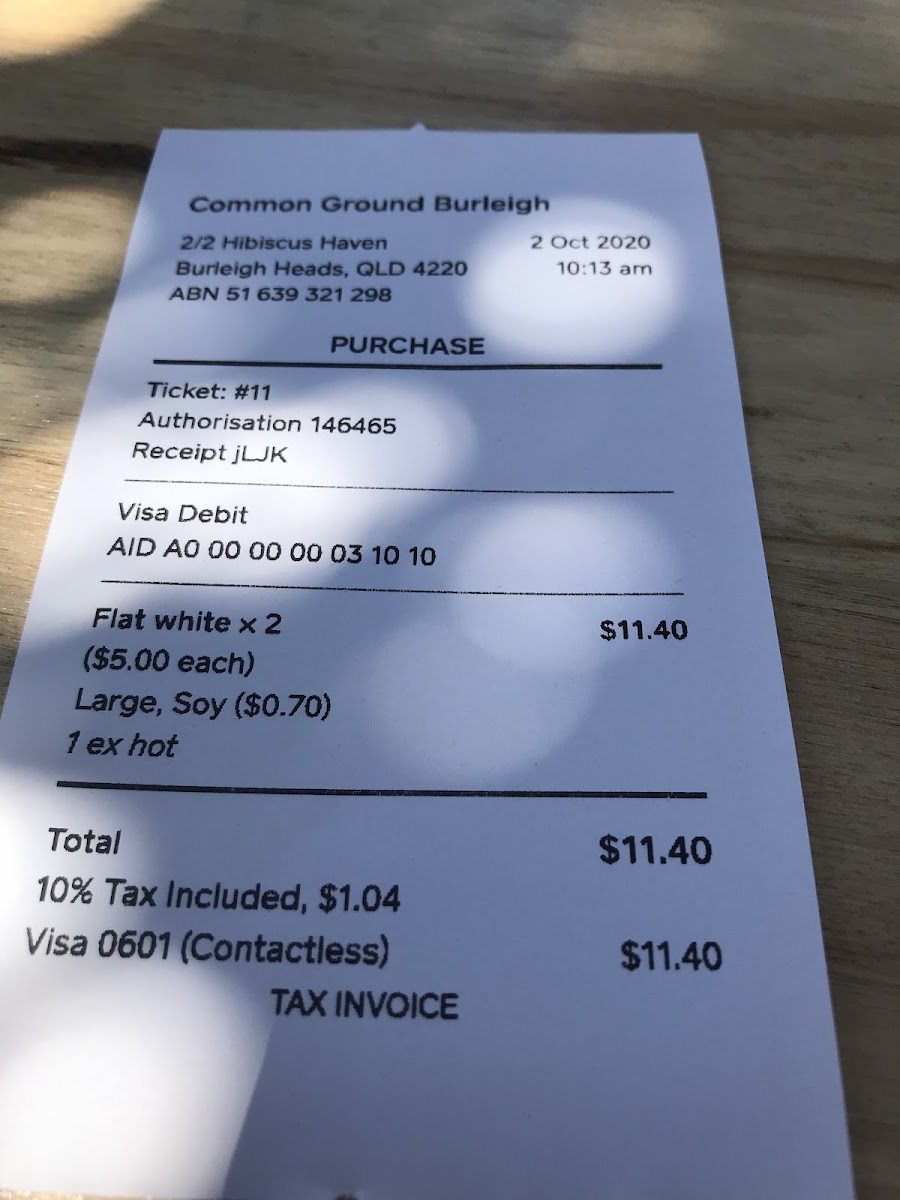 Common Ground Burleigh
2/2 Hibiscus Haven
Burleigh Heads, QLD 4220
ABN 51 639 321 298
2 Oct 2020
10:13 am
PURCHASE
Ticket: #11
Authorisation 146465
Receipt jLJK
Visa Debit
AID A0 00 00 00 03 10 10
Flat white x 2 $11.40
($5.00 each)
Large, Soy ($0.70)
1 ex hot
Total $11.40
10% Tax Included, $1.04
Visa 0601 (Contactless) $11.40
TAX INVOICE